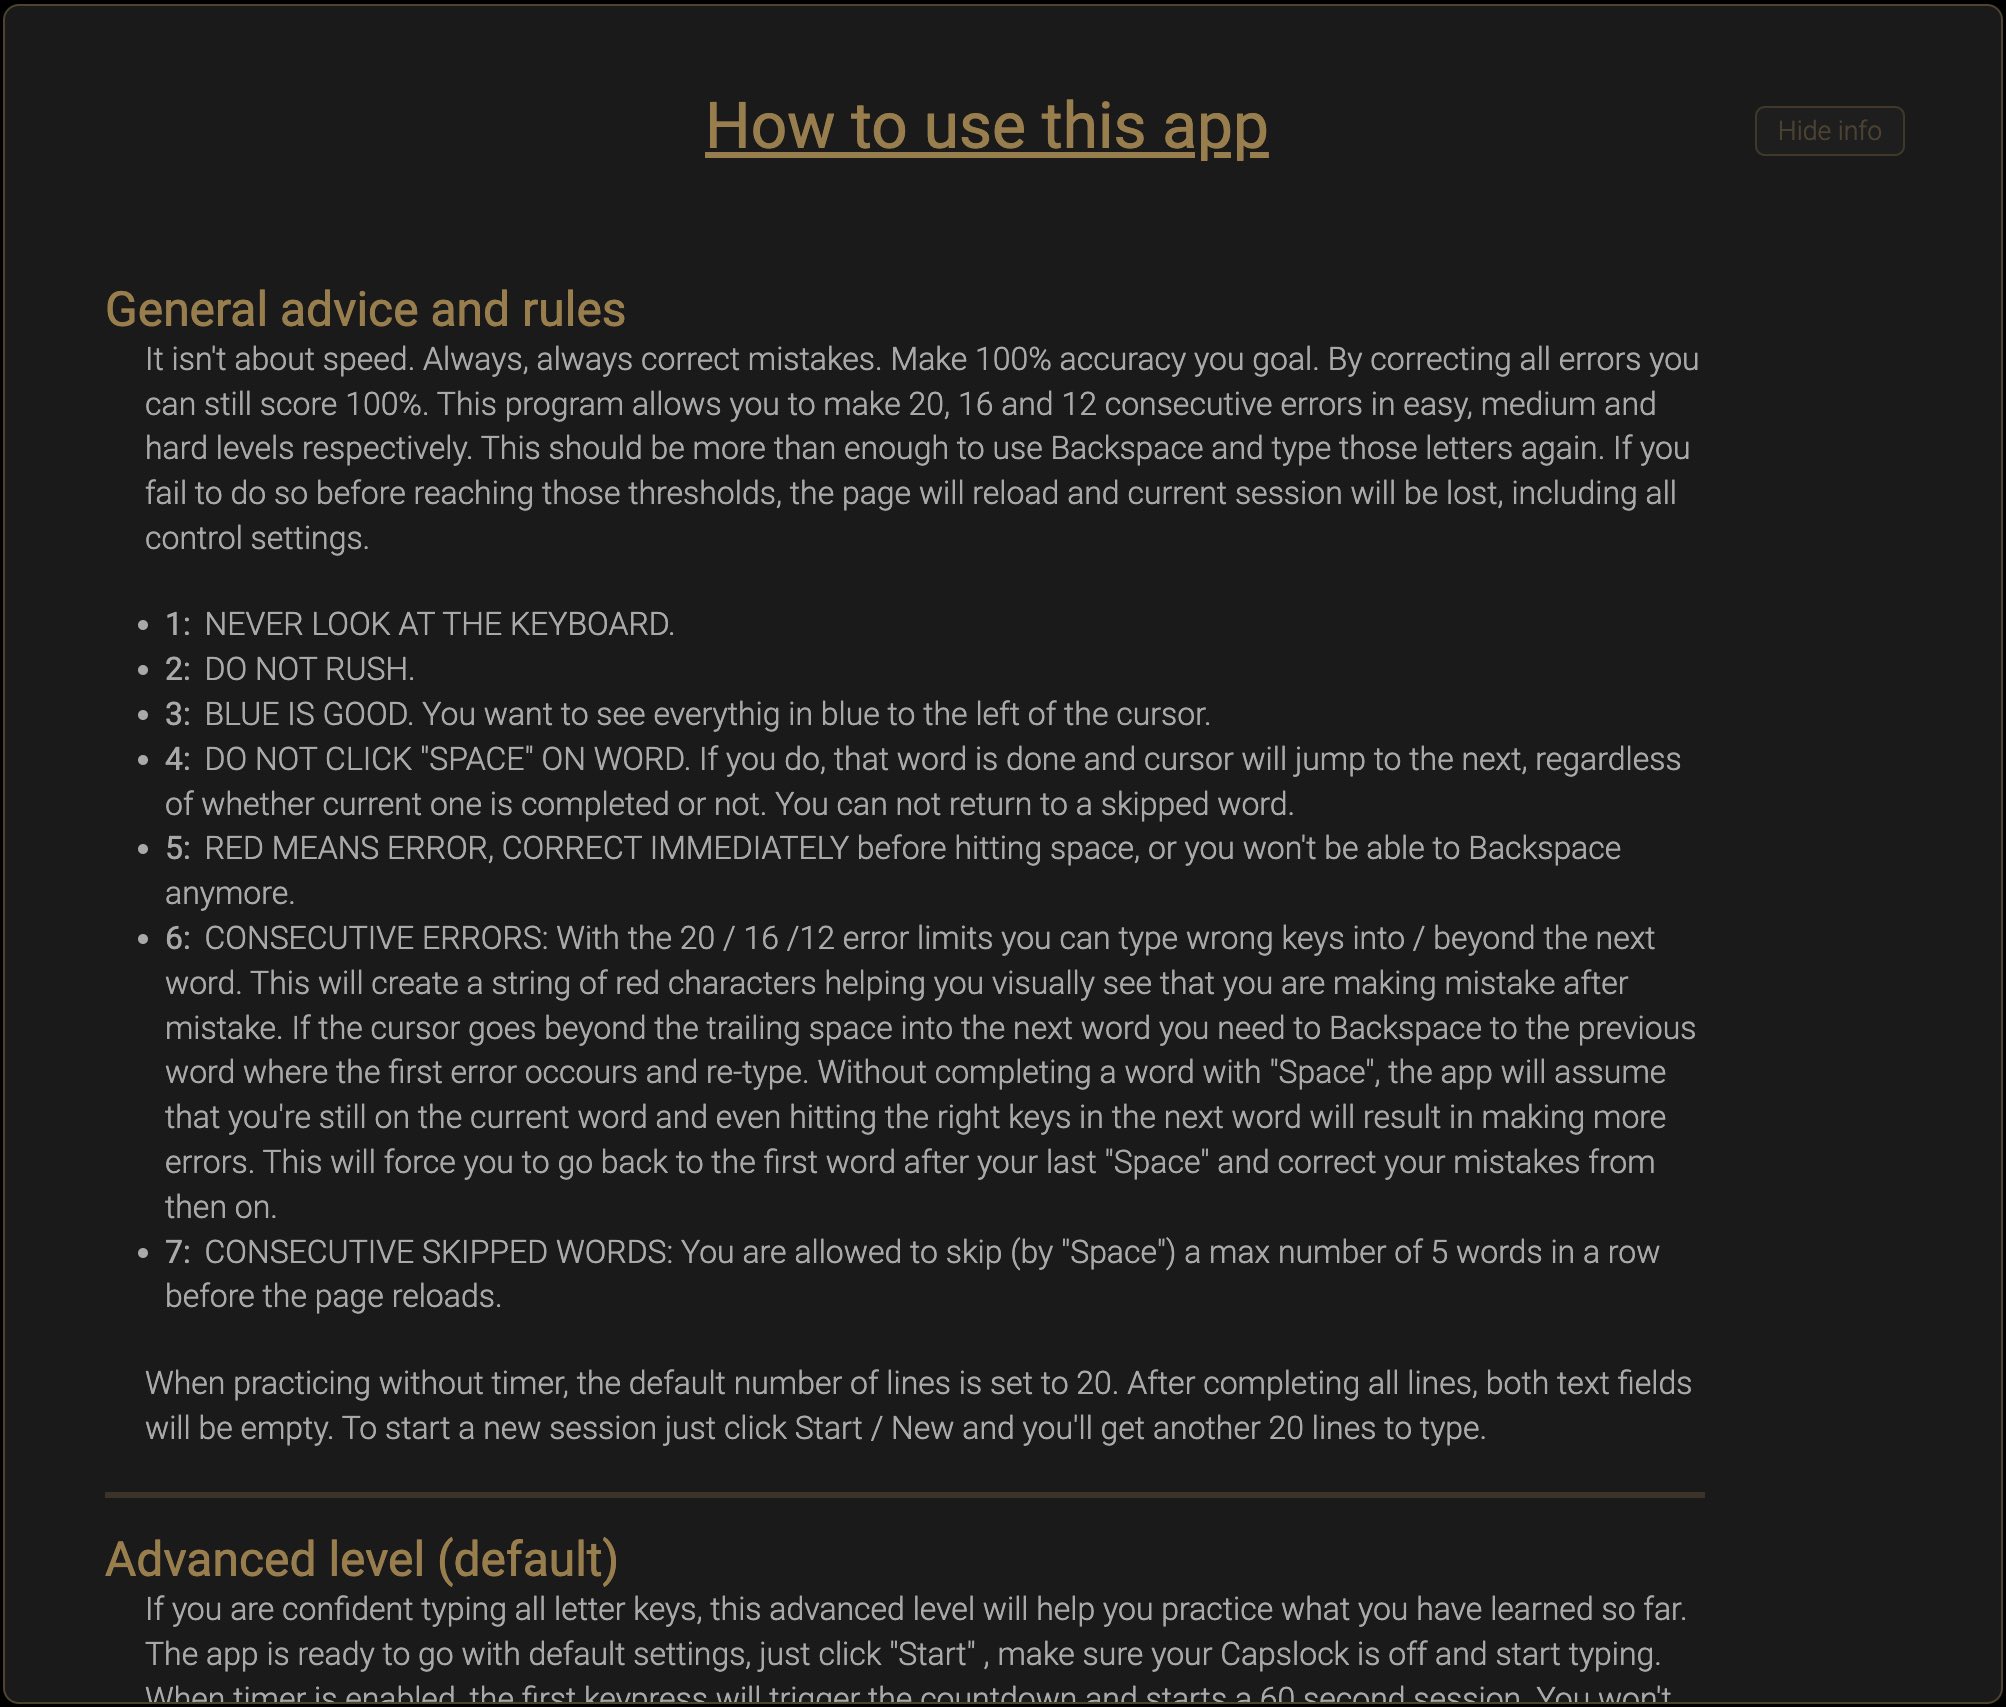 How to use this app
Hide info
General advice and rules
It isn't about speed. Always, always correct mistakes. Make 100% accuracy you goal. By correcting all errors you
can still score 100%. This program allows you to make 20, 16 and 12 consecutive errors in easy, medium and
hard levels respectively. This should be more than enough to use Backspace and type those letters again. If you
fail to do so before reaching those thresholds, the page will reload and current session will be lost, including all
control settings.
• 1: NEVER LOOK AT THE KEYBOARD.
• 2: DO NOT RUSH.
• 3: BLUE IS GOOD. You want to see everythig in blue to the left of the cursor.
• 4: DO NOT CLICK "SPACE" ON WORD. If you do, that word is done and cursor will jump to the next, regardless
of whether current one is completed or not. You can not return to a skipped word.
• 5: RED MEANS ERROR, CORRECT IMMEDIATELY before hitting space, or you won't be able to Backspace
anymore.
• 6: CONSECUTIVE ERRORS: With the 20 / 16 /12 error limits you can type wrong keys into / beyond the next
word. This will create a string of red characters helping you visually see that you are making mistake after
mistake. If the cursor goes beyond the trailing space into the next word you need to Backspace to the previous
word where the first error occours and re-type. Without completing a word with "Space", the app will assume
that you're still on the current word and even hitting the right keys in the next word will result in making more
errors. This will force you to go back to the first word after your last "Space" and correct your mistakes from
then on.
• 7: CONSECUTIVE SKIPPED WORDS: You are allowed to skip (by "Space") a max number of 5 words in a row
before the page reloads.
When practicing without timer, the default number of lines is set to 20. After completing all lines, both text fields
will be empty. To start a new session just click Start / New and you'll get another 20 lines to type.
Advanced level (default)
If you are confident typing all letter keys, this advanced level will help you practice what you have learned so far.
The app is ready to go with default settings, just click "Start" , make sure your Capslock is off and start typing.
When timer is enabled, the first keypress will trigger the countdown and starts a 60 second session. You won't